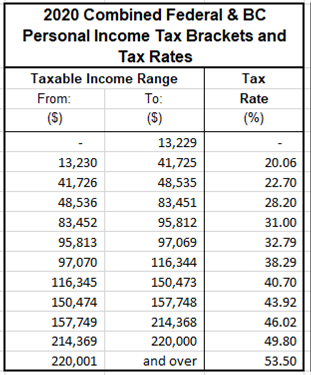 2020 Combined Federal & BC
Personal Income Tax Brackets and
Tax Rates
Taxable Income Range Tax
From: To: Rate
($) ($) (%)
- 13,229 -
13,230 41,725 20.06
41,726 48,535 22.70
48,536 83,451 28.20
83,452 95,812 31.00
95,813 97,069 32.79
97,070 116,344 38.29
116,345 150,473 40.70
150,474 157,748 43.92
157,749 214,368 46.02
214,369 220,000 49.80
220,001 and over 53.50